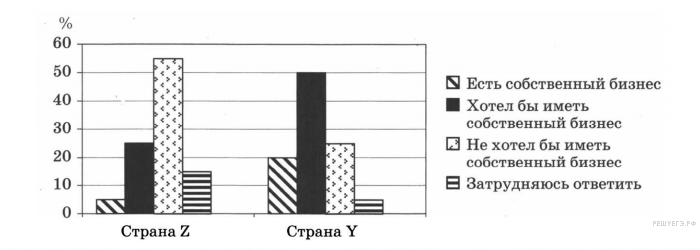 %
60
50
40
30
20
10
0
Страна Z
Страна Y
Есть собственный бизнес
Хотел бы иметь
собственный бизнес
Не хотел бы иметь
собственный бизнес
Затрудняюсь ответить
РЕШУЕГЭ.РФ